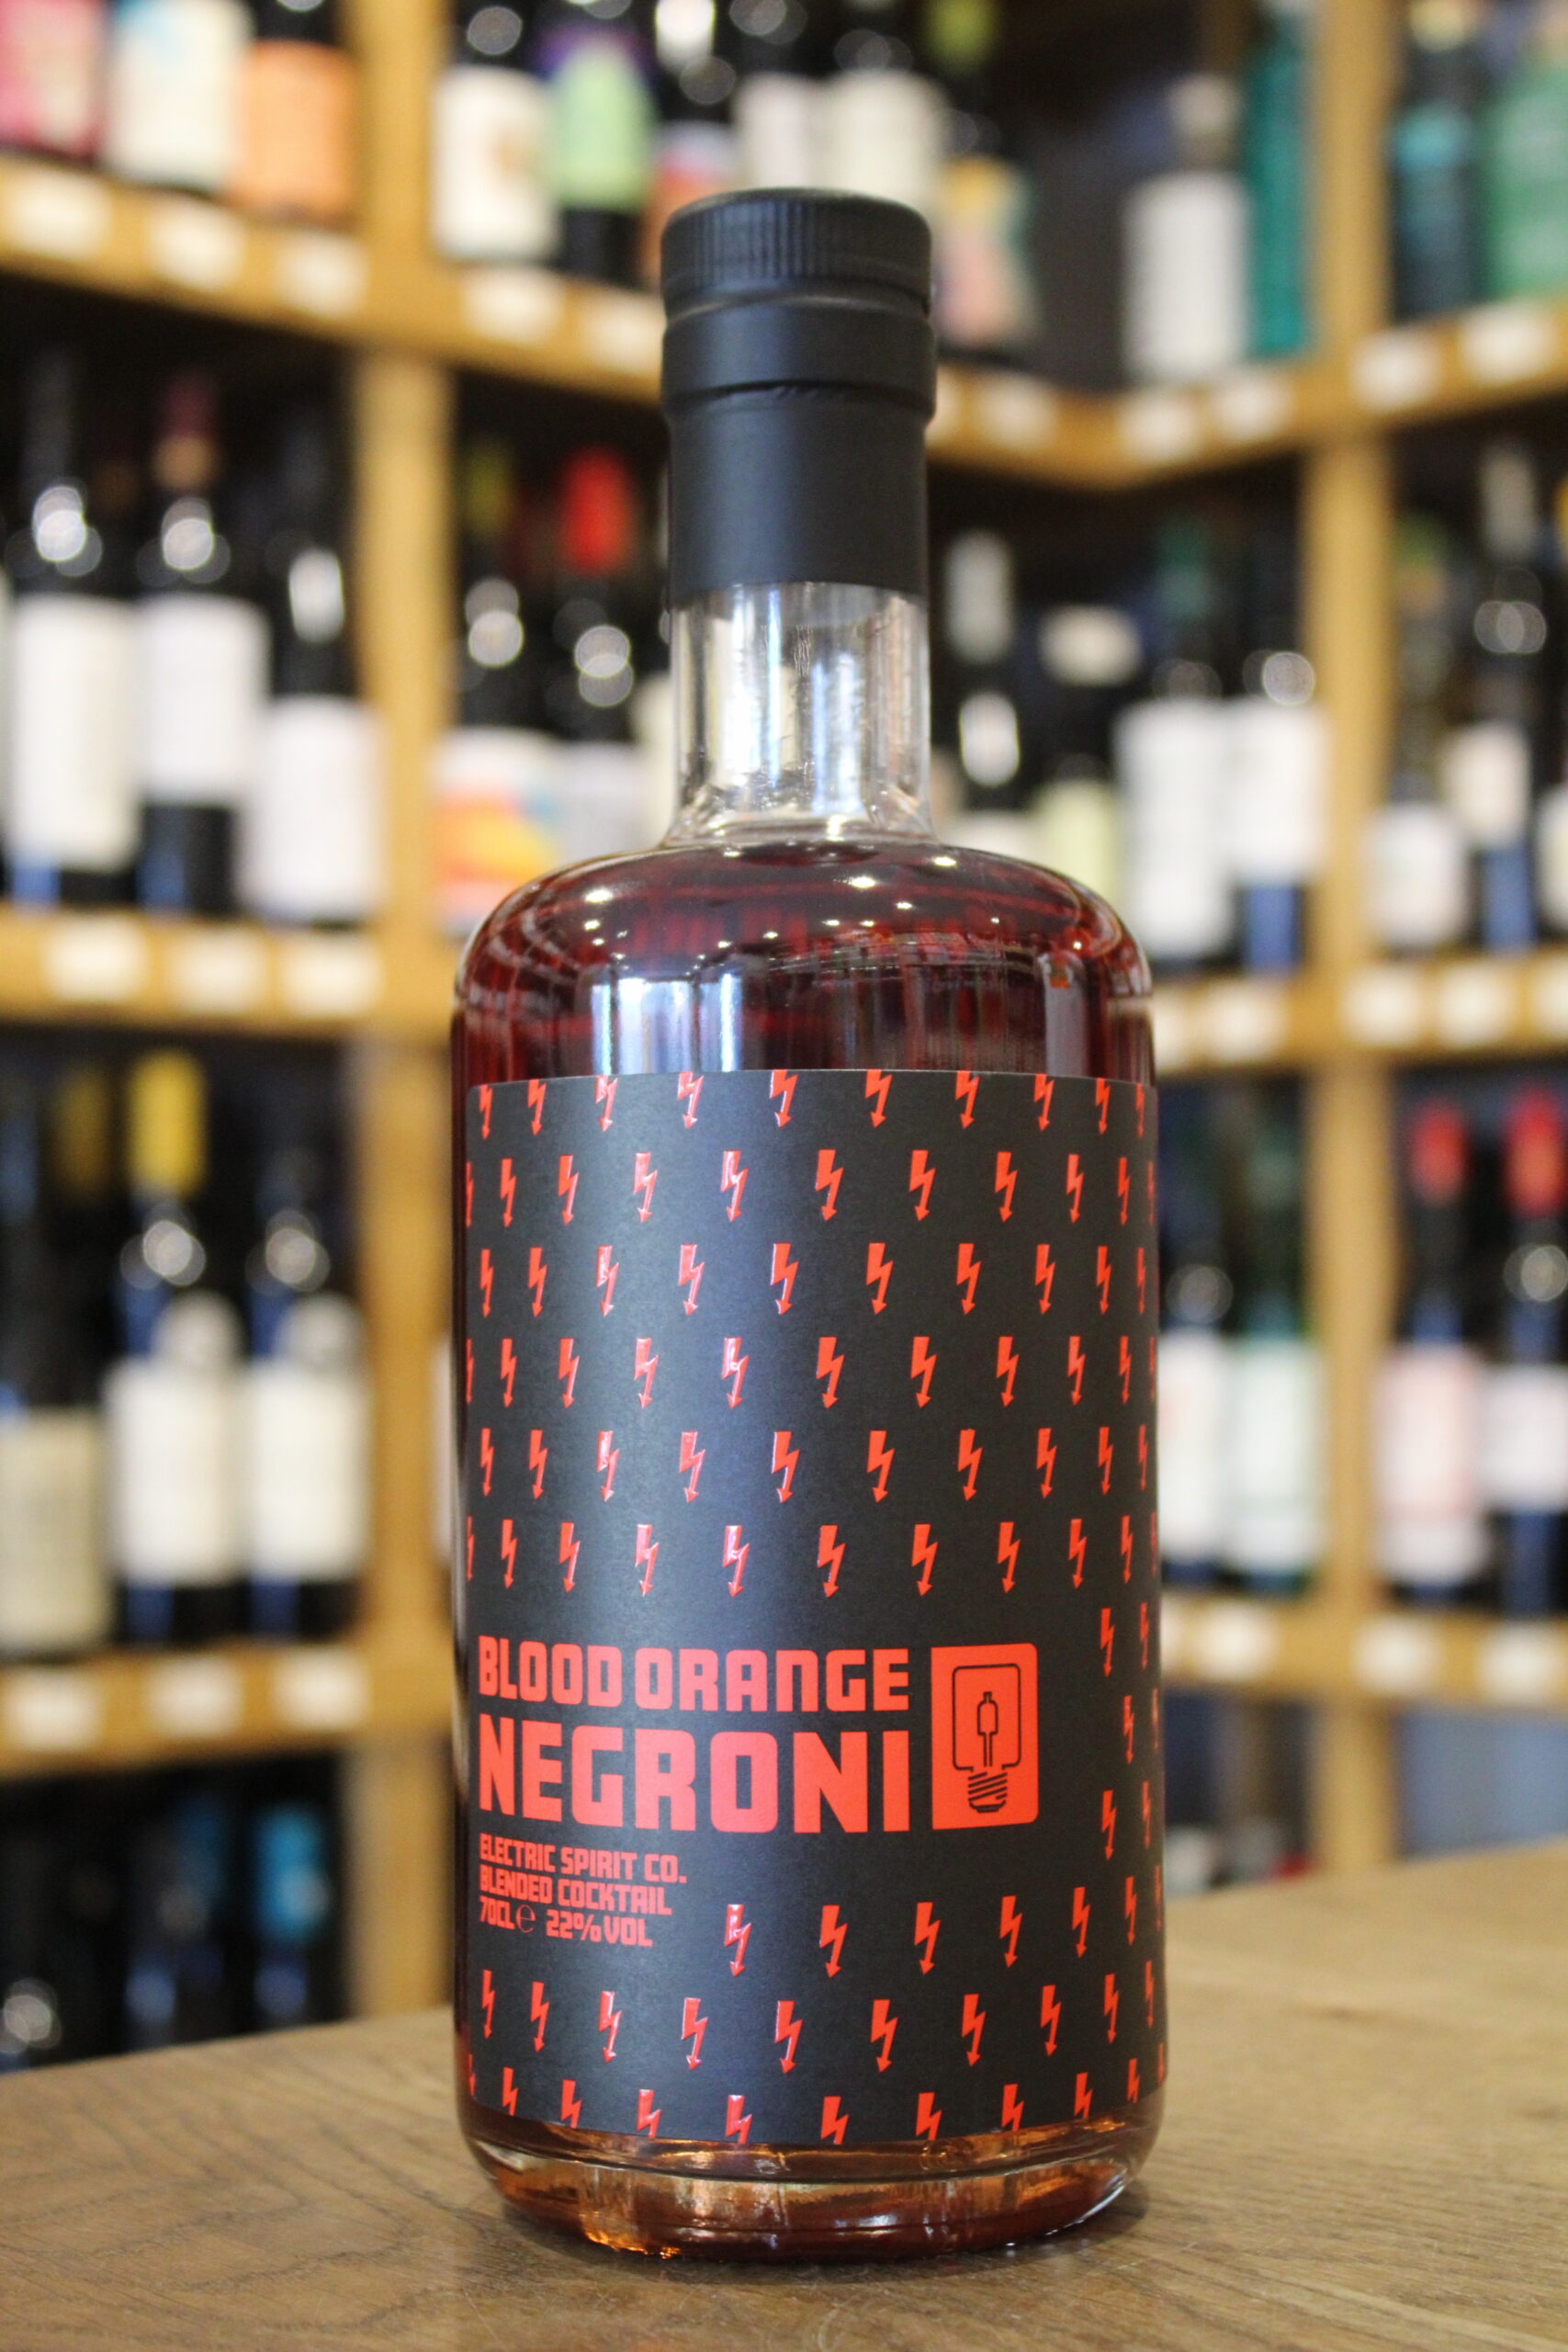 BLOOD ORANGE
NEGRONI
ELECTRIC SPIRIT CO.
BLENDED COCKTAIL
70CL℮ 22%VOL